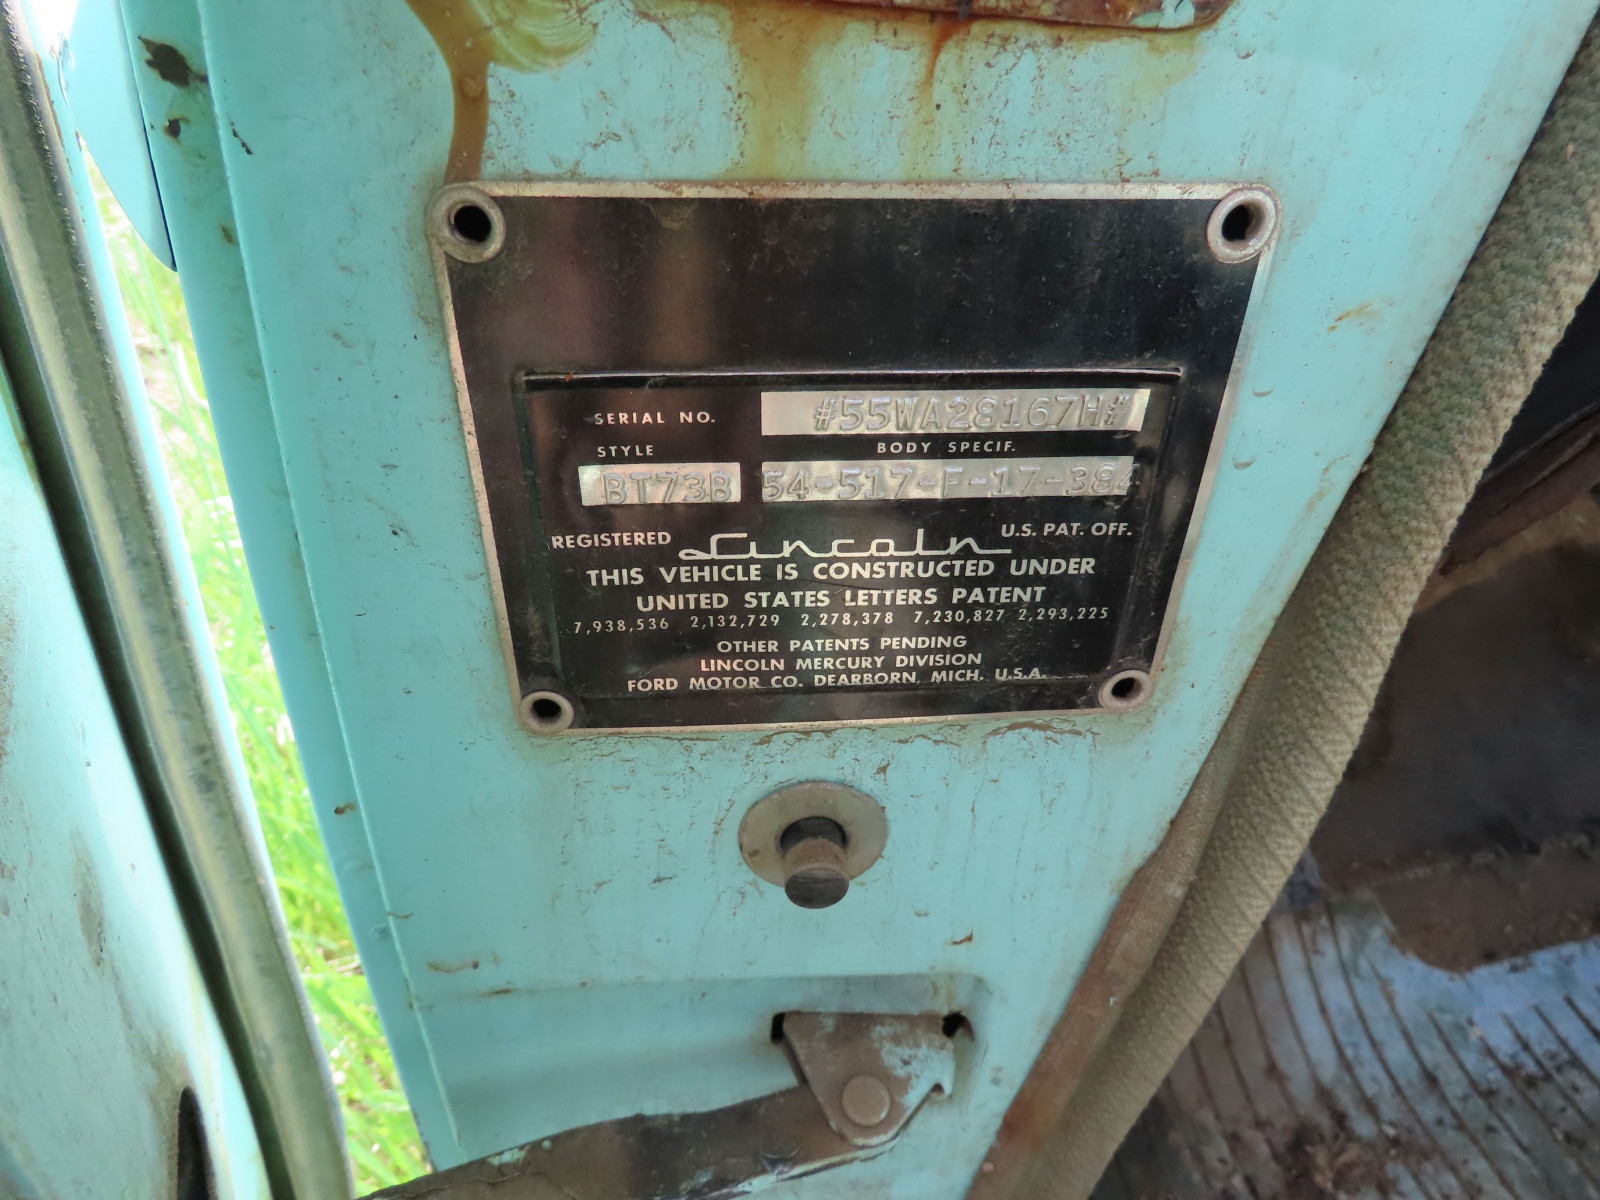 SERIAL NO. #55WA28167H#
STYLE BODY SPECIF.
BT73B 54-517-F-17-384
REGISTERED Lincoln U.S. PAT. OFF.
THIS VEHICLE IS CONSTRUCTED UNDER
UNITED STATES LETTERS PATENT
7,938,536 2,132,729 2,278,378 7,230,827 2,293,225
OTHER PATENTS PENDING
LINCOLN MERCURY DIVISION
FORD MOTOR CO. DEARBORN, MICH. U.S.A.